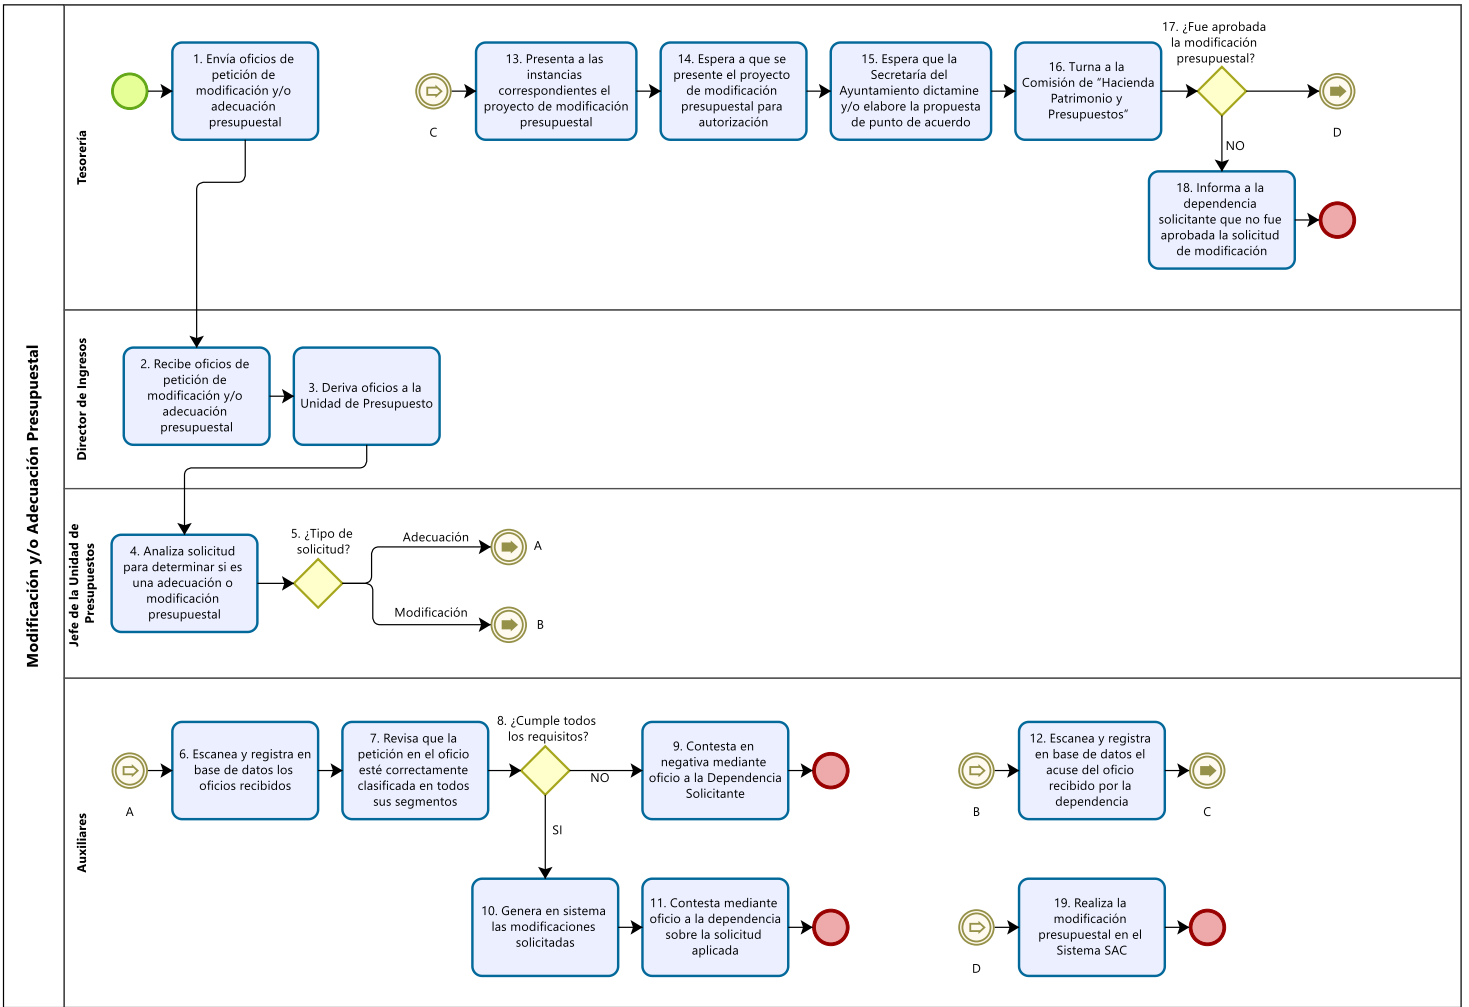 Modificación y/o Adecuación Presupuestal
Tesorería
1. Envía oficios de
petición de
modificación y/o
adecuación
presupuestal
C
13. Presenta a las
instancias
correspondientes el
proyecto de modificación
presupuestal
14. Espera a que se
presente el proyecto
de modificación
presupuestal para
autorización
15. Espera que la
Secretaría del
Ayuntamiento dictamine
y/o elabore la propuesta
de punto de acuerdo
16. Turna a la
Comisión de “Hacienda
Patrimonio y
Presupuestos”
17. ¿Fue aprobada
la modificación
presupuestal?
D
NO
18. Informa a la
dependencia
solicitante que no fue
aprobada la solicitud
de modificación
Director de Ingresos
2. Recibe oficios de
petición de
modificación y/o
adecuación
presupuestal
3. Deriva oficios a la
Unidad de Presupuesto
Jefe de la Unidad de
Presupuestos
4. Analiza solicitud
para determinar si es
una adecuación o
modificación
presupuestal
5. ¿Tipo de
solicitud?
Adecuación
A
Modificación
B
Auxiliares
A
6. Escanea y registra en
base de datos los
oficios recibidos
7. Revisa que la
petición en el oficio
esté correctamente
clasificada en todos
sus segmentos
8. ¿Cumple todos
los requisitos?
NO
9. Contesta en
negativa mediante
oficio a la Dependencia
Solicitante
B
12. Escanea y registra
en base de datos el
acuse del oficio
recibido por la
dependencia
C
SI
10. Genera en sistema
las modificaciones
solicitadas
11. Contesta mediante
oficio a la dependencia
sobre la solicitud
aplicada
D
19. Realiza la
modificación
presupuestal en el
Sistema SAC